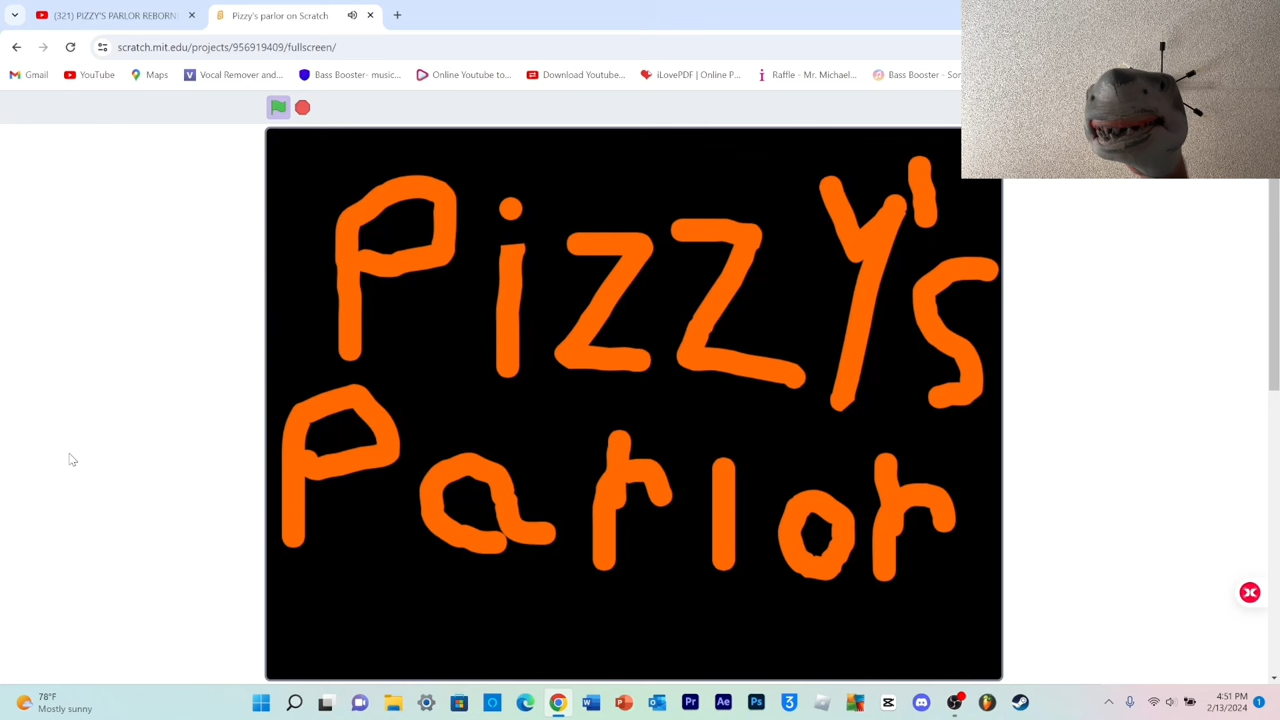 (321) PIZZY'S PARLOR REBORN
Pizzy's parlor on Scratch
scratch.mit.edu/projects/956919409/fullscreen/
Gmail
YouTube
Maps
Vocal Remover and...
Bass Booster- music...
Online Youtube to...
Download Youtube...
iLovePDF | Online P...
Raffle - Mr. Michael...
Bass Booster - Son
Pizzy's
Parlor
78°F
Mostly sunny
4:51 PM
2/13/2024